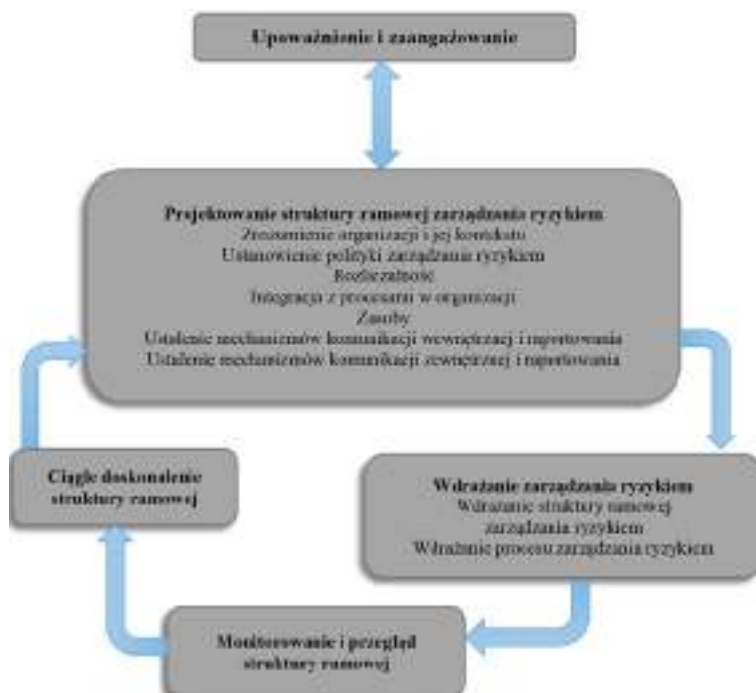 Upoważnienie i zaangażowanie
Projektowanie struktury ramowej zarządzania ryzykiem
Zrozumienie organizacji i jej kontekstu
Ustanowienie polityki zarządzania ryzykiem
Rozliczalność
Integracja z procesami w organizacji
Zasoby
Ustalenie mechanizmów komunikacji wewnętrznej i raportowania
Ustalenie mechanizmów komunikacji zewnętrznej i raportowania
Ciągłe doskonalenie
struktury ramowej
Wdrażanie zarządzania ryzykiem
Wdrażanie struktury ramowej
zarządzania ryzykiem
Wdrażanie procesu zarządzania ryzykiem
Monitorowanie i przegląd
struktury ramowej